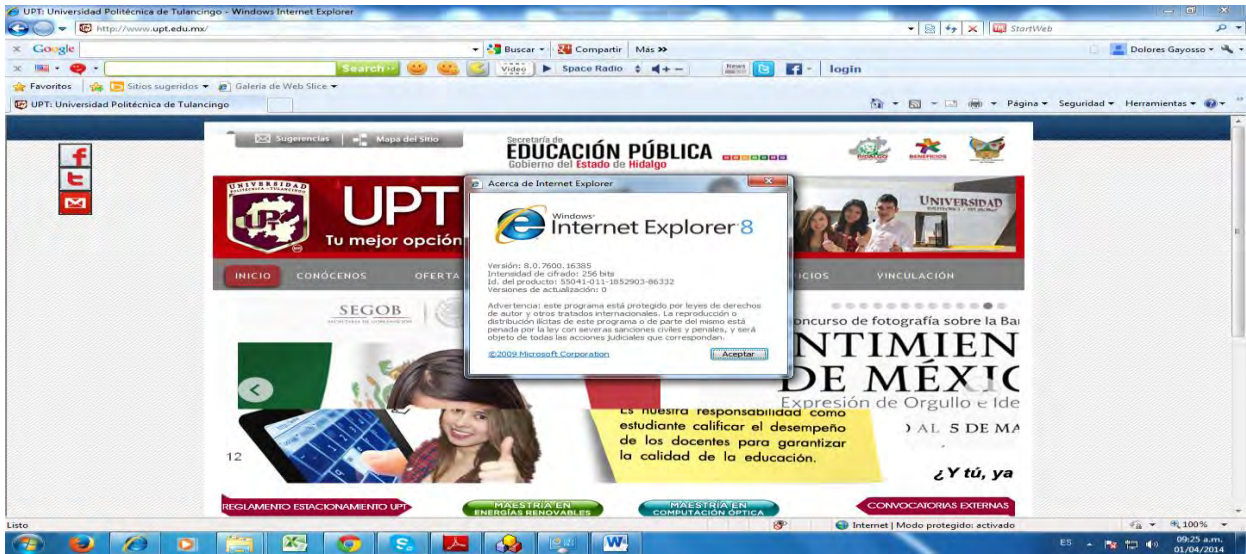 UPT: Universidad Politécnica de Tulancingo - Windows Internet Explorer
http://www.upt.edu.mx/
StartWeb
Google
Buscar
Compartir
Más »
Dolores Gayosso
Search
Video
Space Radio
News
login
Favoritos
Sitios sugeridos
Galería de Web Slice
UPT: Universidad Politécnica de Tulancingo
Página
Seguridad
Herramientas
Sugerencias
Mapa del Sitio
Secretaría de
EDUCACIÓN PÚBLICA
Gobierno del Estado de Hidalgo
HIDALGO
UNIVERSIDAD
UPT
Tu mejor opción
UNIVERSIDAD
INICIO
CONÓCENOS
OFERTA
ICIOS
VINCULACIÓN
Acerca de Internet Explorer
Windows
Internet Explorer 8
Versión: 8.0.7600.16385
Intensidad de cifrado: 256 bits
Id. del producto: 55041-011-1852903-86332
Versiones de actualización: 0
Advertencia: este programa está protegido por leyes de derechos
de autor y otros tratados internacionales. La reproducción o
distribución ilícitas de este programa o de parte del mismo está
penada por la ley con severas sanciones civiles y penales, y será
objeto de todas las acciones judiciales que correspondan.
©2009 Microsoft Corporation
Aceptar
SEGOB
oncurso de fotografía sobre la Ban
NTIMIEN
DE MÉXIC
Expresión de Orgullo e Ide
AL 5 DE MA
¿Y tú, ya
Es nuestra responsabilidad como
estudiante calificar el desempeño
de los docentes para garantizar
la calidad de la educación.
12
REGLAMENTO ESTACIONAMIENTO UPT
MAESTRÍA EN
ENERGÍAS RENOVABLES
MAESTRÍA EN
COMPUTACIÓN ÓPTICA
CONVOCATORIAS EXTERNAS
Listo
Internet | Modo protegido: activado
100%
ES
09:25 a.m.
01/04/2014